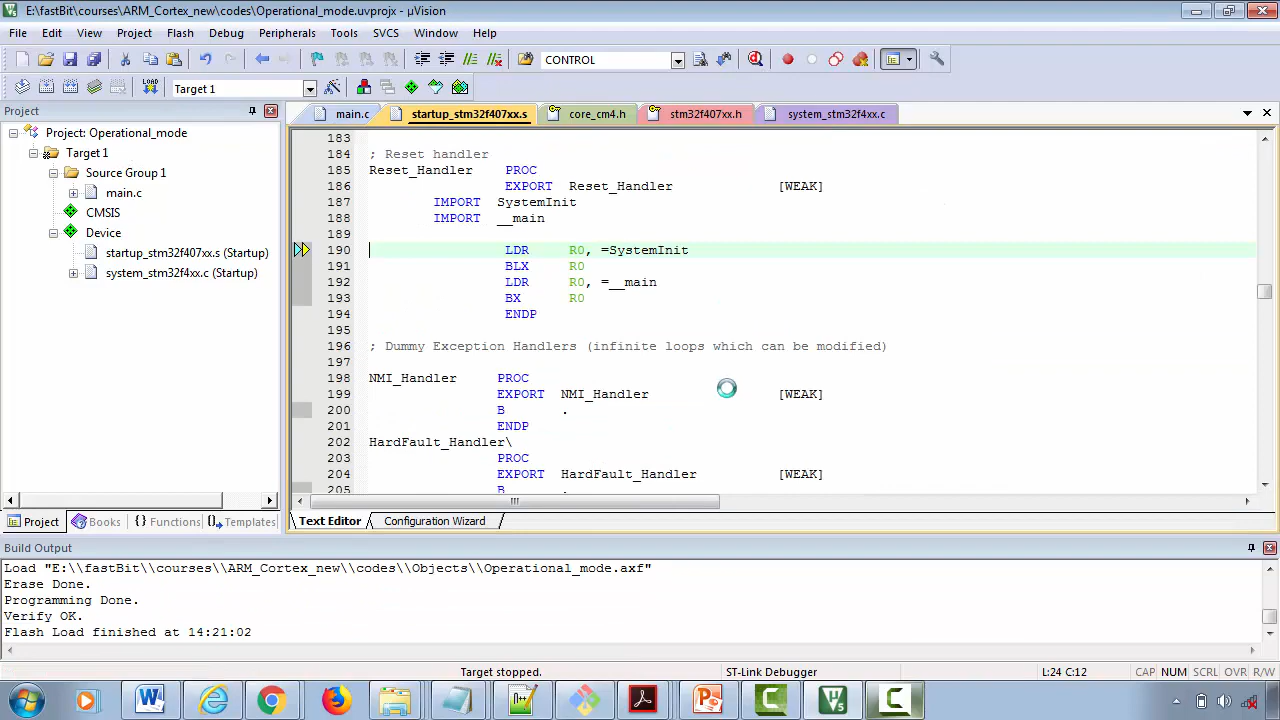 E:\fastBit\courses\ARM_Cortex_new\codes\Operational_mode.uvprojx - µVision
File Edit View Project Flash Debug Peripherals Tools SVCS Window Help
CONTROL
LOAD Target 1
Project
Project: Operational_mode
Target 1
Source Group 1
main.c
CMSIS
Device
startup_stm32f407xx.s (Startup)
system_stm32f4xx.c (Startup)
Project Books {} Functions Templates
main.c startup_stm32f407xx.s core_cm4.h stm32f407xx.h system_stm32f4xx.c
183
184 ; Reset handler
185 Reset_Handler PROC
186 EXPORT Reset_Handler [WEAK]
187 IMPORT SystemInit
188 IMPORT __main
189
190 LDR R0, =SystemInit
191 BLX R0
192 LDR R0, =__main
193 BX R0
194 ENDP
195
196 ; Dummy Exception Handlers (infinite loops which can be modified)
197
198 NMI_Handler PROC
199 EXPORT NMI_Handler [WEAK]
200 B .
201 ENDP
202 HardFault_Handler\
203 PROC
204 EXPORT HardFault_Handler [WEAK]
205 B .
Text Editor Configuration Wizard
Build Output
Load "E:\\fastBit\\courses\\ARM_Cortex_new\\codes\\Objects\\Operational_mode.axf"
Erase Done.
Programming Done.
Verify OK.
Flash Load finished at 14:21:02
Target stopped. ST-Link Debugger L:24 C:12 CAP NUM SCRL OVR R/W